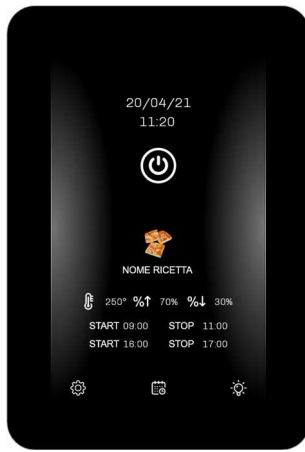 20/04/21
11:20
NOME RICETTA
250° %↑ 70% %↓ 30%
START 09:00 STOP 11:00
START 16:00 STOP 17:00